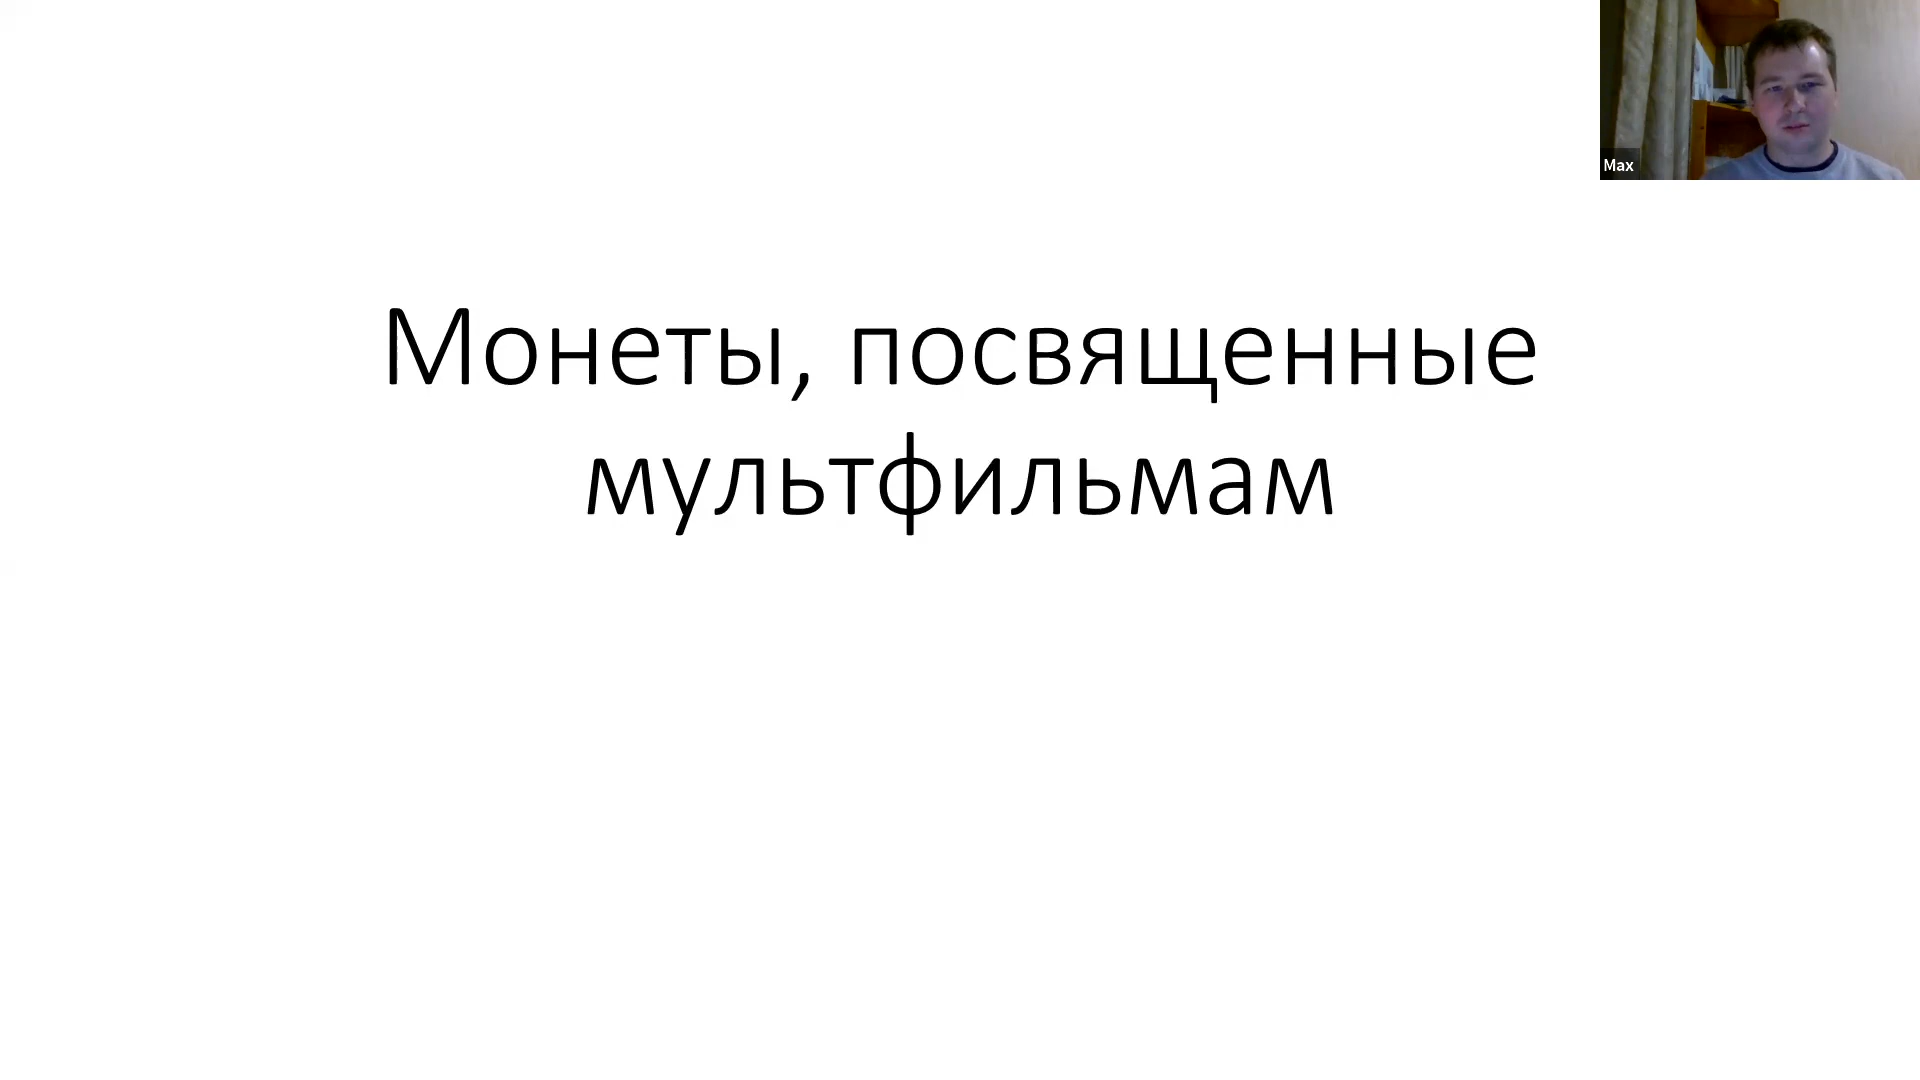 Max
Монеты, посвященные
мультфильмам